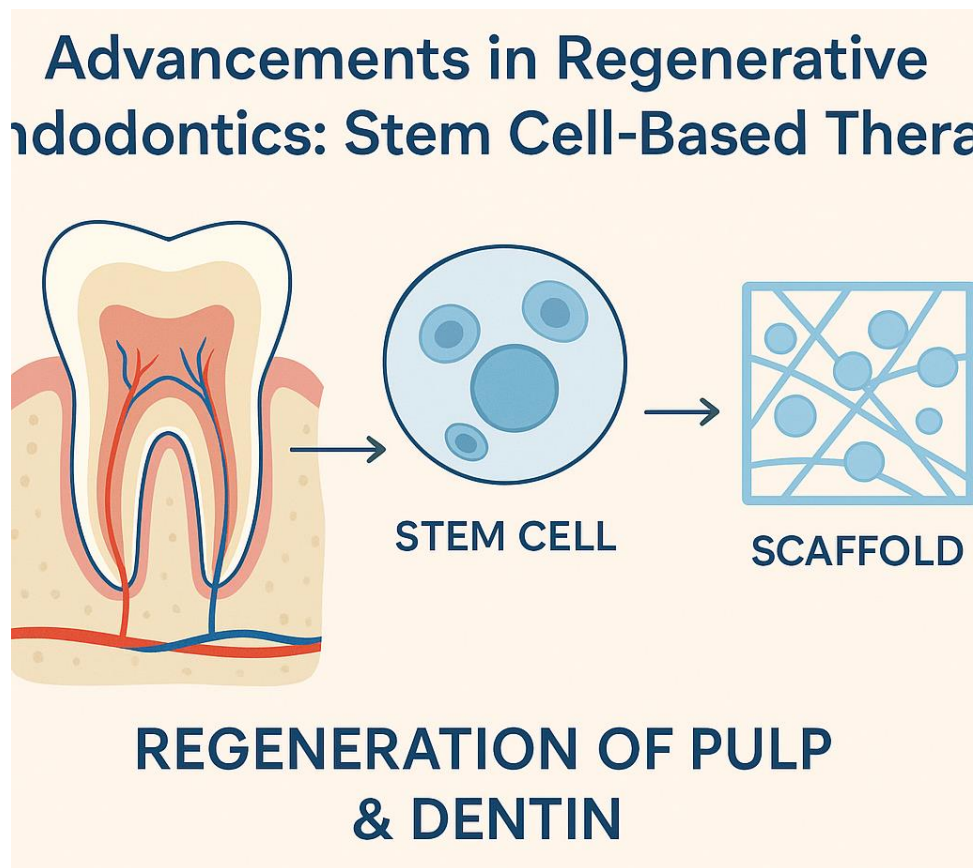 Advancements in Regenerative
ndodontics: Stem Cell-Based Thera
STEM CELL
SCAFFOLD
REGENERATION OF PULP
& DENTIN